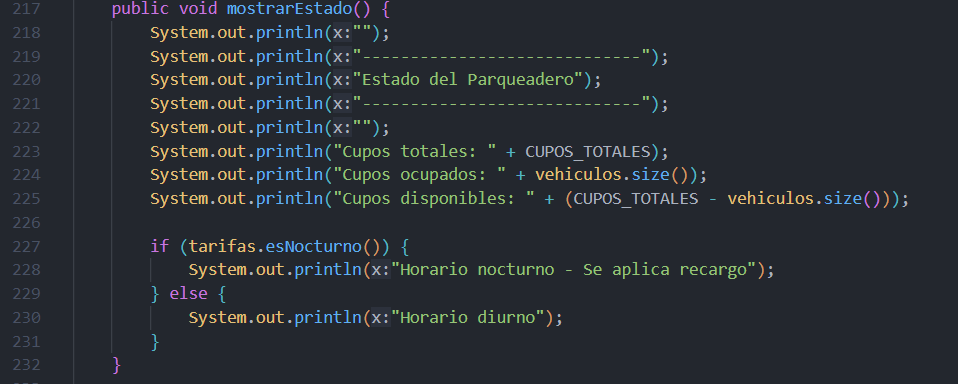 217 public void mostrarEstado() {
218 System.out.println(x:"");
219 System.out.println(x:"-----------------------------");
220 System.out.println(x:"Estado del Parqueadero");
221 System.out.println(x:"-----------------------------");
222 System.out.println(x:"");
223 System.out.println("Cupos totales: " + CUPOS_TOTALES);
224 System.out.println("Cupos ocupados: " + vehiculos.size());
225 System.out.println("Cupos disponibles: " + (CUPOS_TOTALES - vehiculos.size()));
226
227 if (tarifas.esNocturno()) {
228 System.out.println(x:"Horario nocturno - Se aplica recargo");
229 } else {
230 System.out.println(x:"Horario diurno");
231 }
232 }